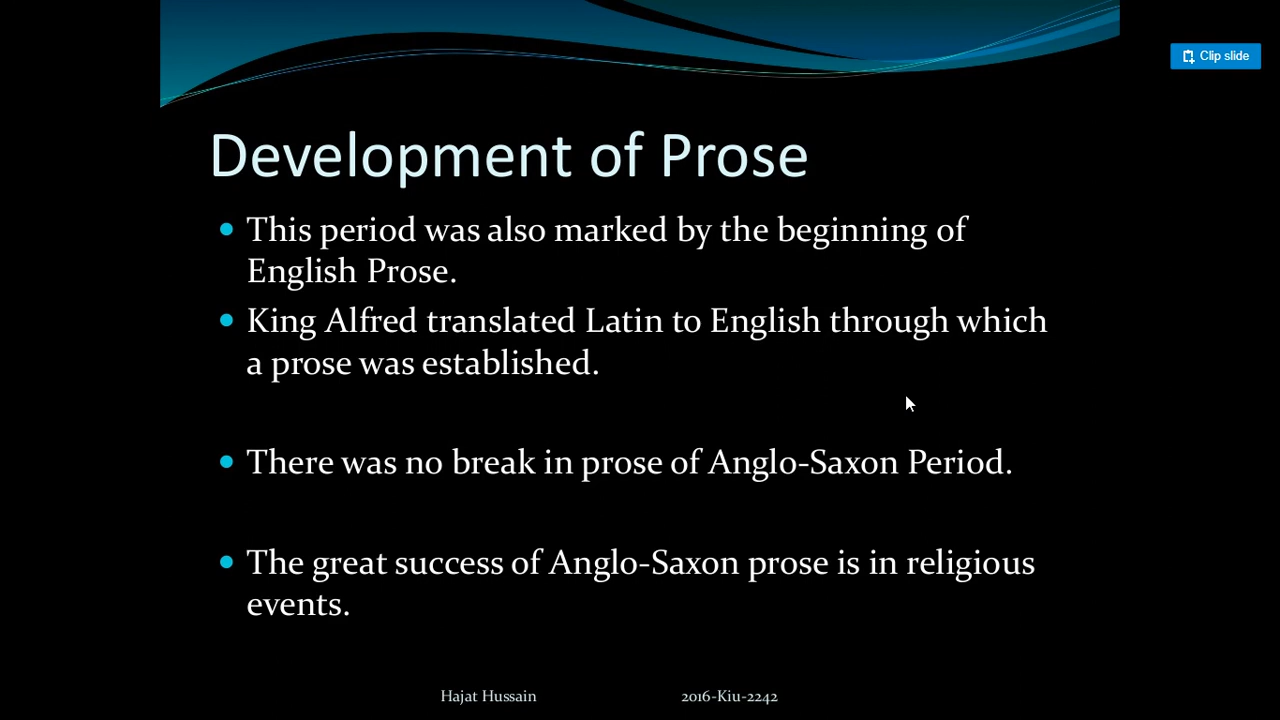 Clip slide
Development of Prose
This period was also marked by the beginning of
English Prose.
King Alfred translated Latin to English through which
a prose was established.
There was no break in prose of Anglo-Saxon Period.
The great success of Anglo-Saxon prose is in religious
events.
Hajat Hussain 2016-Kiu-2242